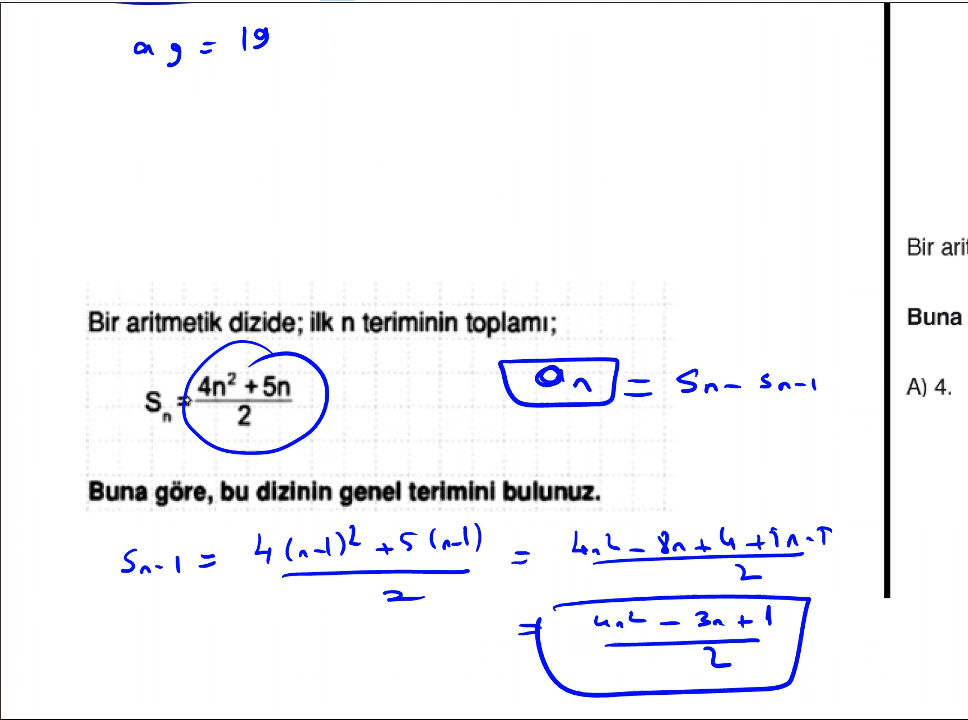 a9 = 19
Bir arit
Bir aritmetik dizide; ilk n teriminin toplamı;
Buna
Sn = 4n² + 5n / 2
an = Sn - Sn-1
A) 4.
Buna göre, bu dizinin genel terimini bulunuz.
Sn-1 = 4(n-1)² + 5(n-1) / 2 = 4n² - 8n + 4 + 5n - 5 / 2
= 4n² - 3n + 1 / 2